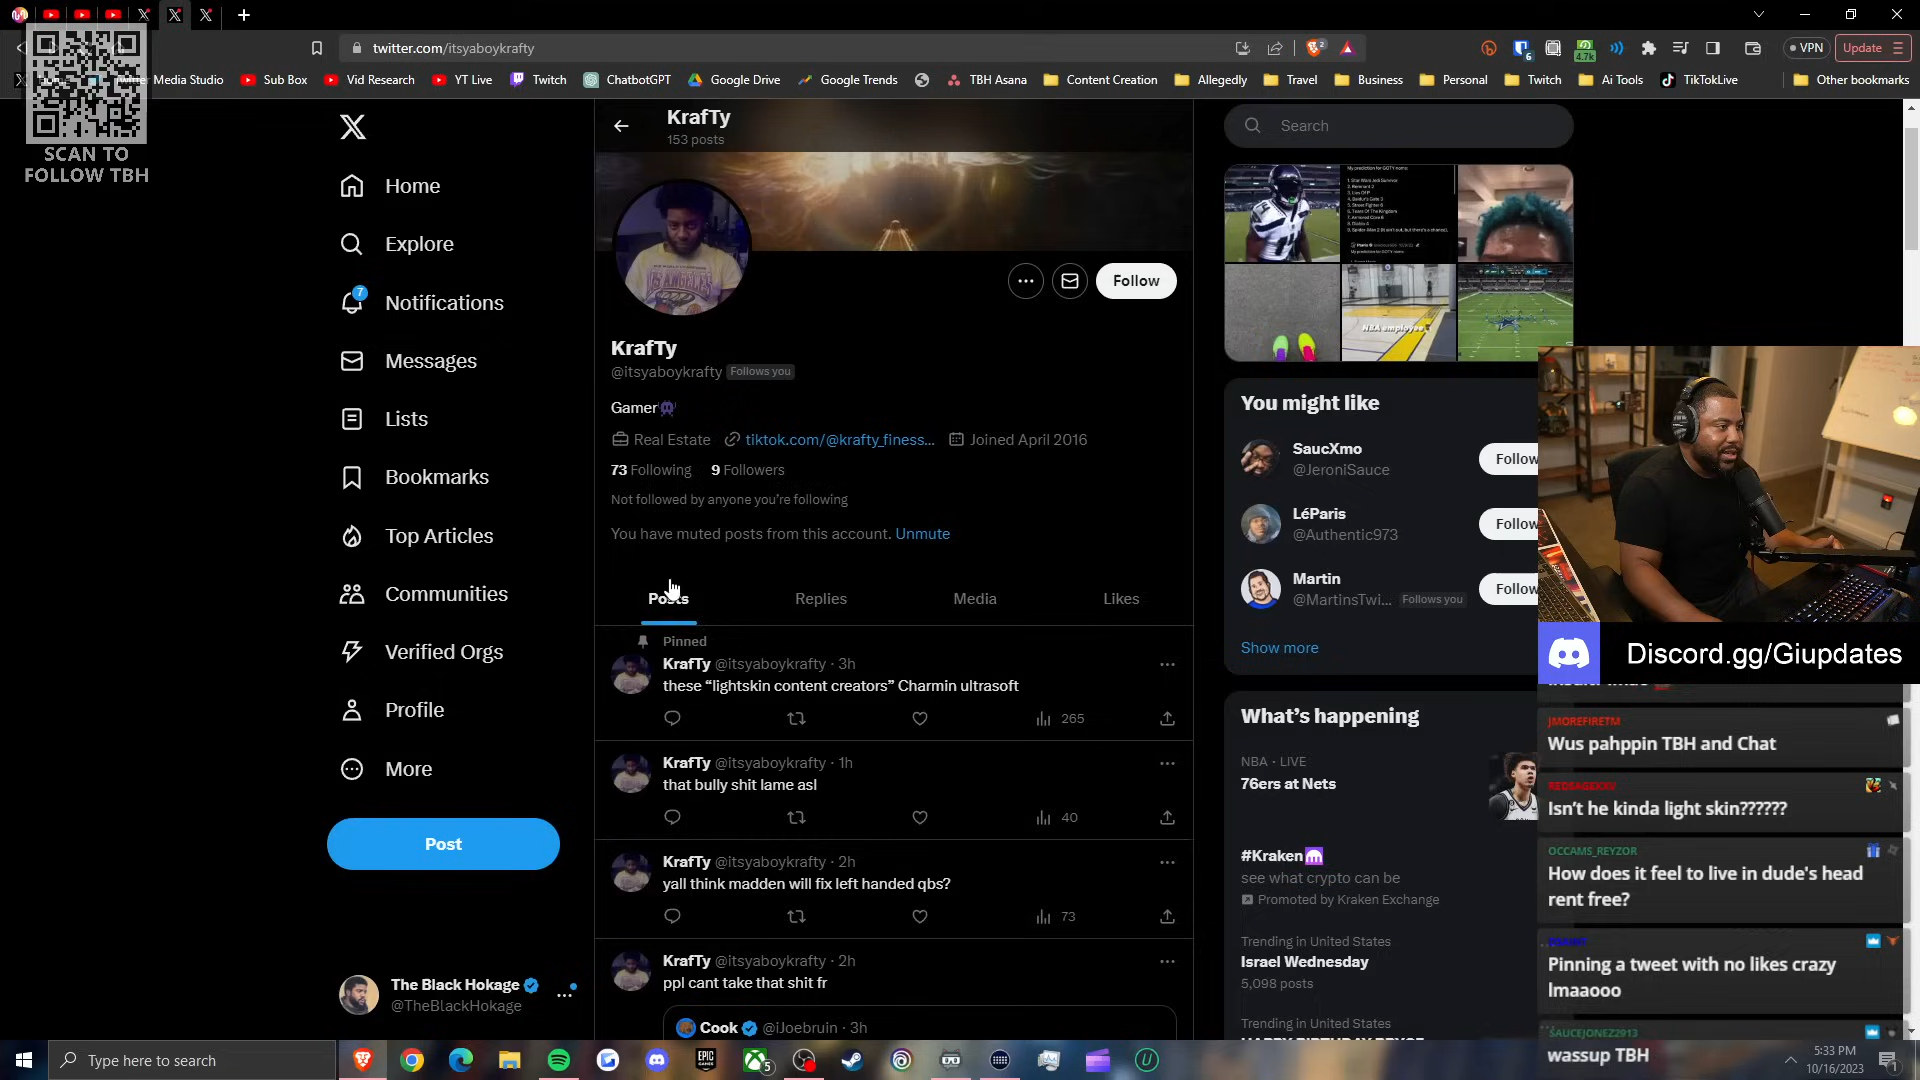 twitter.com/itsyaboykrafty
2
6
4.7k
VPN
Update
Media Studio
Sub Box
Vid Research
YT Live
Twitch
ChatbotGPT
Google Drive
Google Trends
TBH Asana
Content Creation
Allegedly
Travel
Business
Personal
Twitch
Ai Tools
TikTokLive
Other bookmarks
SCAN TO
FOLLOW TBH
Home
Explore
7
Notifications
Messages
Lists
Bookmarks
Top Articles
Communities
Verified Orgs
Profile
More
Post
The Black Hokage
@TheBlackHokage
KrafTy
153 posts
Follow
KrafTy
@itsyaboykrafty Follows you
Gamer
Real Estate tiktok.com/@krafty_finess... Joined April 2016
73 Following 9 Followers
Not followed by anyone you're following
You have muted posts from this account. Unmute
Posts Replies Media Likes
Pinned
KrafTy @itsyaboykrafty · 3h
these “lightskin content creators” Charmin ultrasoft
265
KrafTy @itsyaboykrafty · 1h
that bully shit lame asl
40
KrafTy @itsyaboykrafty · 2h
yall think madden will fix left handed qbs?
73
KrafTy @itsyaboykrafty · 2h
ppl cant take that shit fr
Cook @iJoebruin · 3h
Search
NBA employee
You might like
SaucXmo
@JeroniSauce
Follow
LéParis
@Authentic973
Follow
Martin
@MartinsTwi... Follows you
Follow
Show more
What's happening
NBA · LIVE
76ers at Nets
#Kraken
see what crypto can be
Promoted by Kraken Exchange
Trending in United States
Israel Wednesday
5,098 posts
Trending in United States
Discord.gg/Giupdates
JMOREFIRETM
Wus pahppin TBH and Chat
REDSAGEXXV
Isn't he kinda light skin??????
OCCAMS_REYZOR
How does it feel to live in dude's head
rent free?
Pinning a tweet with no likes crazy
lmaaooo
SAUCEJONEZ2913
wassup TBH
Type here to search
EPIC
GAMES
5
5:33 PM
10/16/2023
1